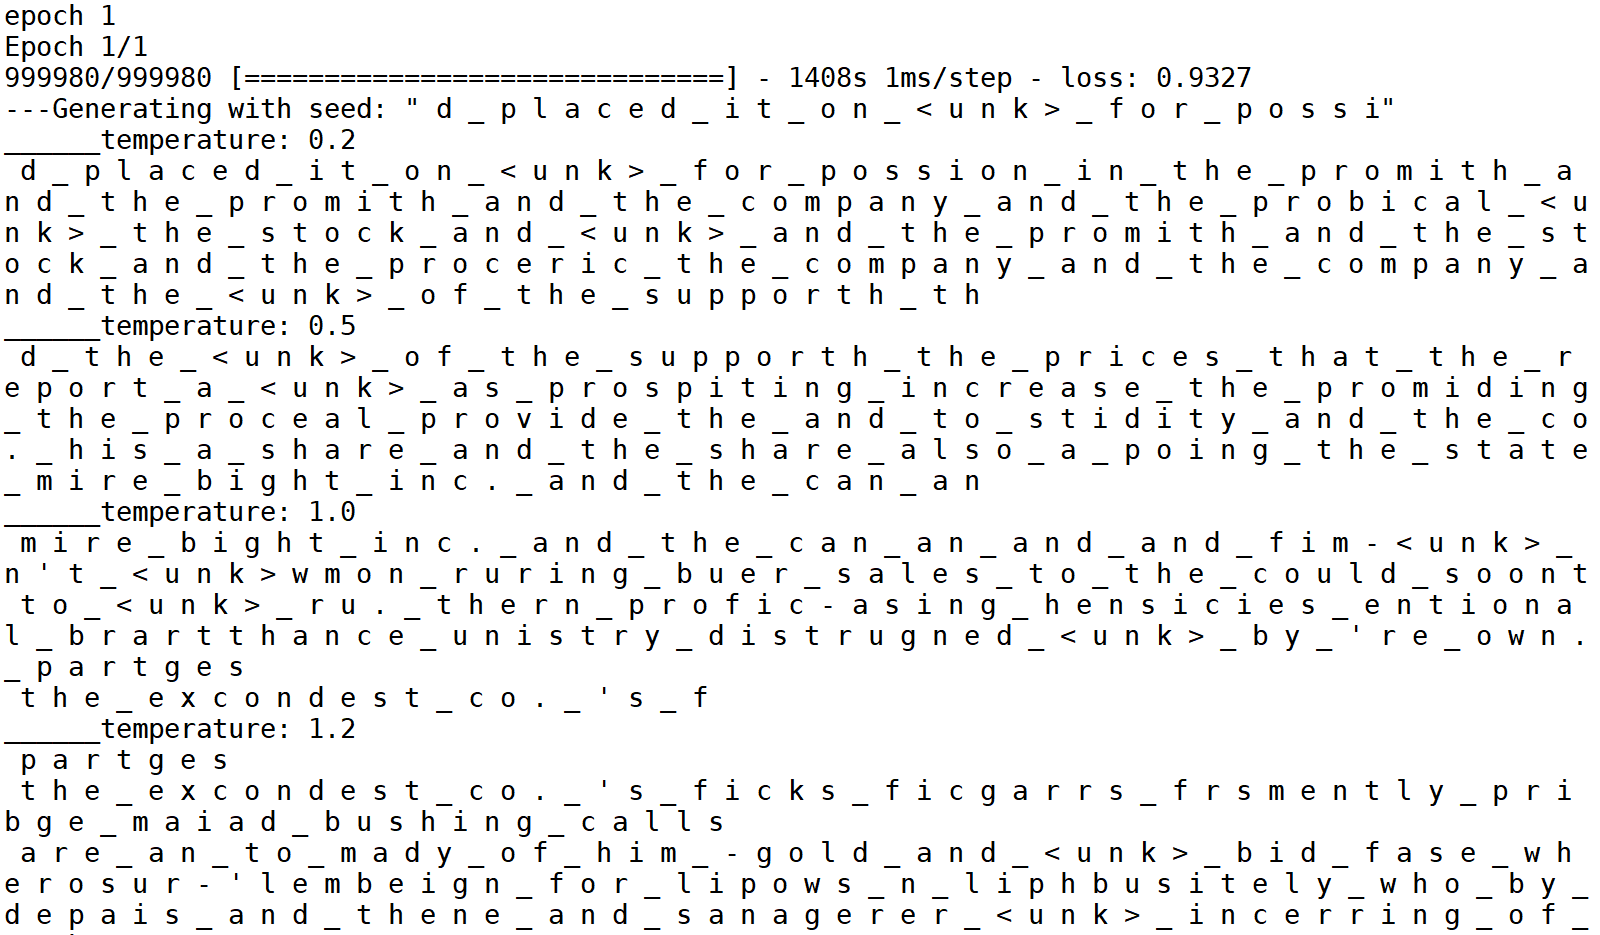 epoch 1
Epoch 1/1
999980/999980 [==============================] - 1408s 1ms/step - loss: 0.9327
---Generating with seed: " d _ p l a c e d _ i t _ o n _ < u n k > _ f o r _ p o s s i"
______temperature: 0.2
 d _ p l a c e d _ i t _ o n _ < u n k > _ f o r _ p o s s i o n _ i n _ t h e _ p r o m i t h _ a
n d _ t h e _ p r o m i t h _ a n d _ t h e _ c o m p a n y _ a n d _ t h e _ p r o b i c a l _ < u
n k > _ t h e _ s t o c k _ a n d _ < u n k > _ a n d _ t h e _ p r o m i t h _ a n d _ t h e _ s t
o c k _ a n d _ t h e _ p r o c e r i c _ t h e _ c o m p a n y _ a n d _ t h e _ c o m p a n y _ a
n d _ t h e _ < u n k > _ o f _ t h e _ s u p p o r t h _ t h
______temperature: 0.5
 d _ t h e _ < u n k > _ o f _ t h e _ s u p p o r t h _ t h e _ p r i c e s _ t h a t _ t h e _ r
e p o r t _ a _ < u n k > _ a s _ p r o s p i t i n g _ i n c r e a s e _ t h e _ p r o m i d i n g
_ t h e _ p r o c e a l _ p r o v i d e _ t h e _ a n d _ t o _ s t i d i t y _ a n d _ t h e _ c o
. _ h i s _ a _ s h a r e _ a n d _ t h e _ s h a r e _ a l s o _ a _ p o i n g _ t h e _ s t a t e
_ m i r e _ b i g h t _ i n c . _ a n d _ t h e _ c a n _ a n
______temperature: 1.0
 m i r e _ b i g h t _ i n c . _ a n d _ t h e _ c a n _ a n _ a n d _ a n d _ f i m - < u n k > _
n ' t _ < u n k > w m o n _ r u r i n g _ b u e r _ s a l e s _ t o _ t h e _ c o u l d _ s o o n t
 t o _ < u n k > _ r u . _ t h e r n _ p r o f i c - a s i n g _ h e n s i c i e s _ e n t i o n a
l _ b r a r t t h a n c e _ u n i s t r y _ d i s t r u g n e d _ < u n k > _ b y _ ' r e _ o w n .
_ p a r t g e s
 t h e _ e x c o n d e s t _ c o . _ ' s _ f
______temperature: 1.2
 p a r t g e s
 t h e _ e x c o n d e s t _ c o . _ ' s _ f i c k s _ f i c g a r r s _ f r s m e n t l y _ p r i
b g e _ m a i a d _ b u s h i n g _ c a l l s
 a r e _ a n _ t o _ m a d y _ o f _ h i m _ - g o l d _ a n d _ < u n k > _ b i d _ f a s e _ w h
e r o s u r - ' l e m b e i g n _ f o r _ l i p o w s _ n _ l i p h b u s i t e l y _ w h o _ b y _
d e p a i s _ a n d _ t h e n e _ a n d _ s a n a g e r e r _ < u n k > _ i n c e r r i n g _ o f _